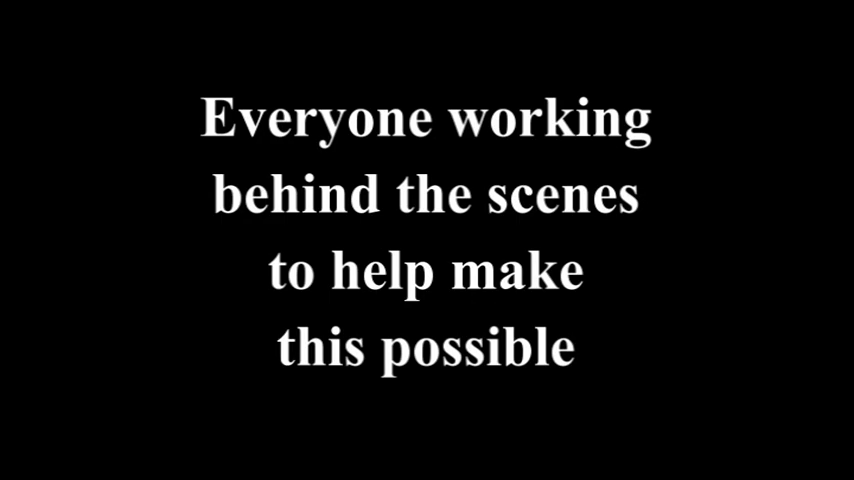 Everyone working
behind the scenes
to help make
this possible